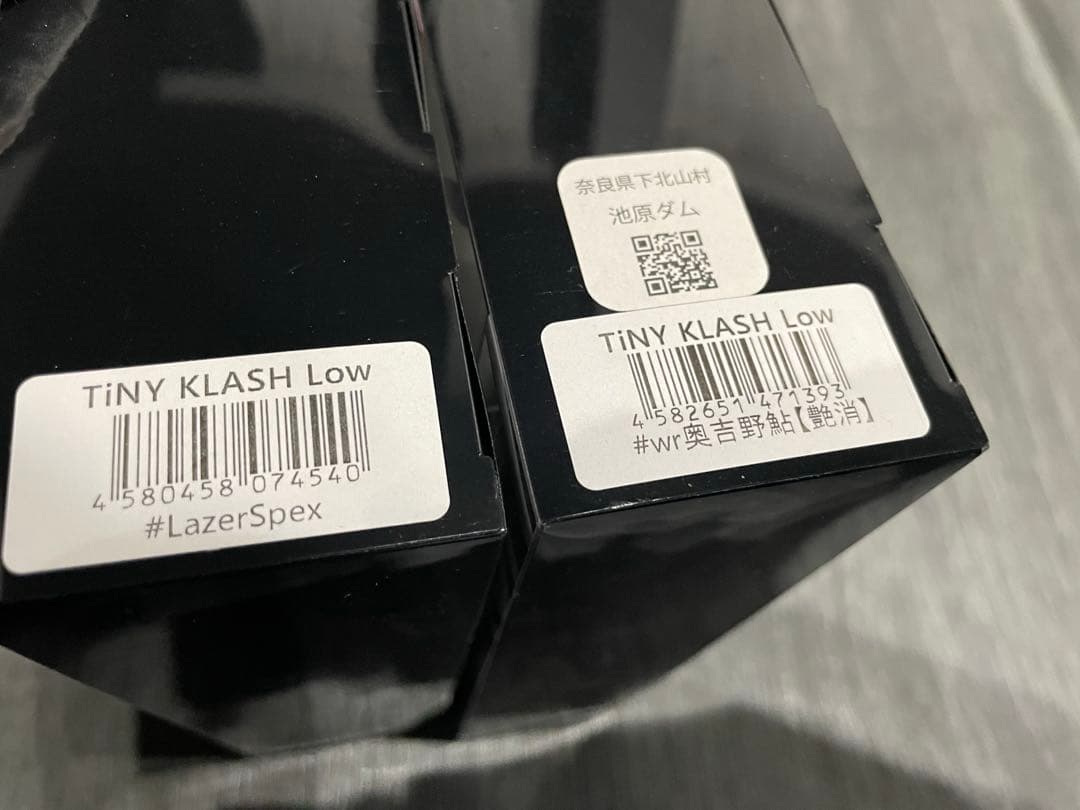 TiNY KLASH Low
4 580458 074540
#LazerSpex
奈良県下北山村
池原ダム
TiNY KLASH Low
4 582651 471393
#wr奥吉野鮎【艶消】